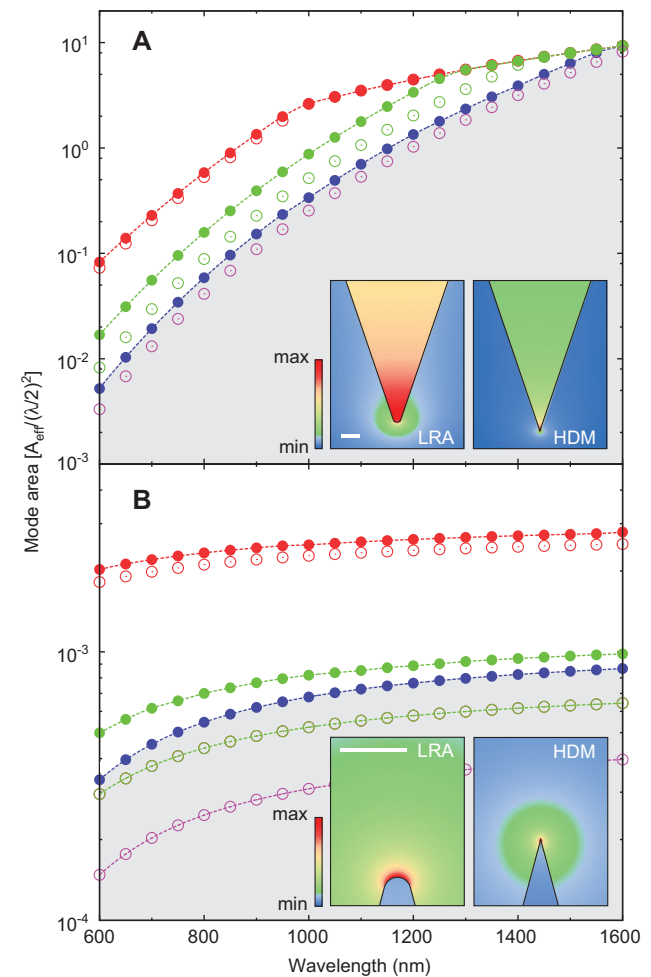 10^1
A
10^0
10^-1
10^-2
max
min
LRA
HDM
10^-3
Mode area [A_eff/(λ/2)^2]
B
10^-3
LRA
HDM
max
min
10^-4
600 800 1000 1200 1400 1600
Wavelength (nm)